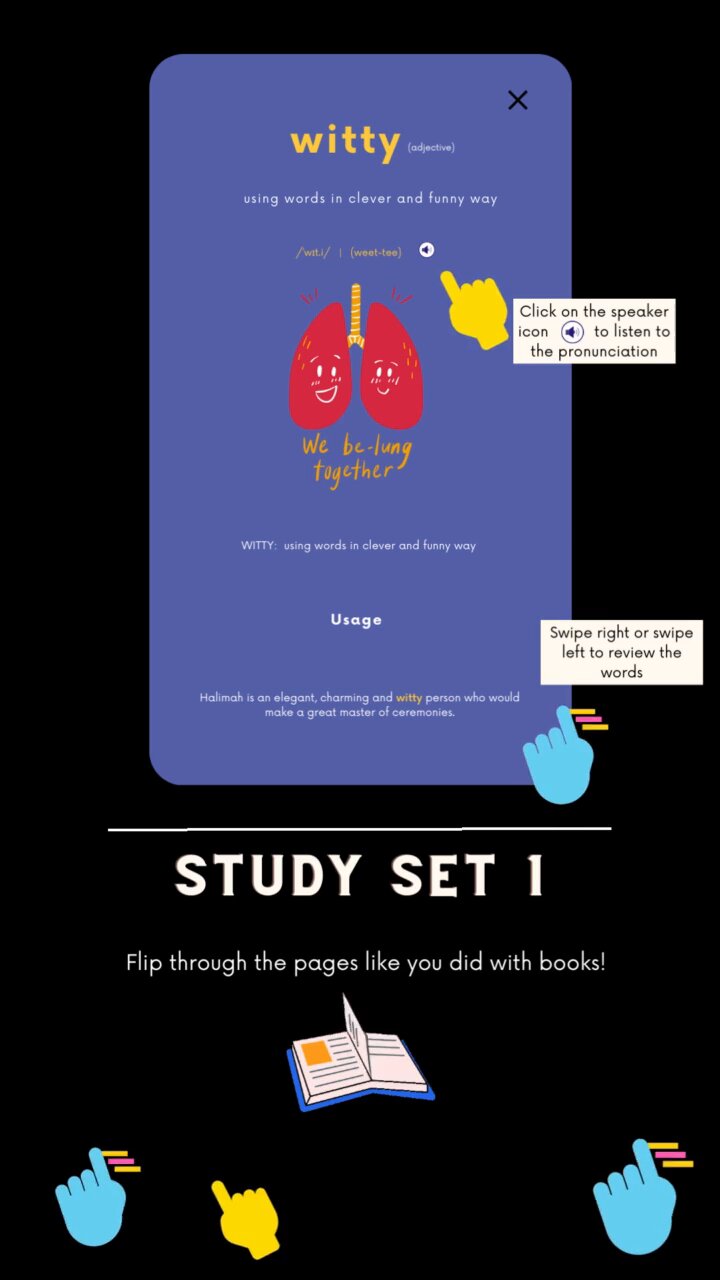 witty (adjective)
using words in clever and funny way
/ˈwɪt.i/ | (weet-tee)
Click on the speaker
icon to listen to
the pronunciation
We be-lung
together
WITTY: using words in clever and funny way
Usage
Swipe right or swipe
left to review the
words
Halimah is an elegant, charming and witty person who would
make a great master of ceremonies.
STUDY SET 1
Flip through the pages like you did with books!